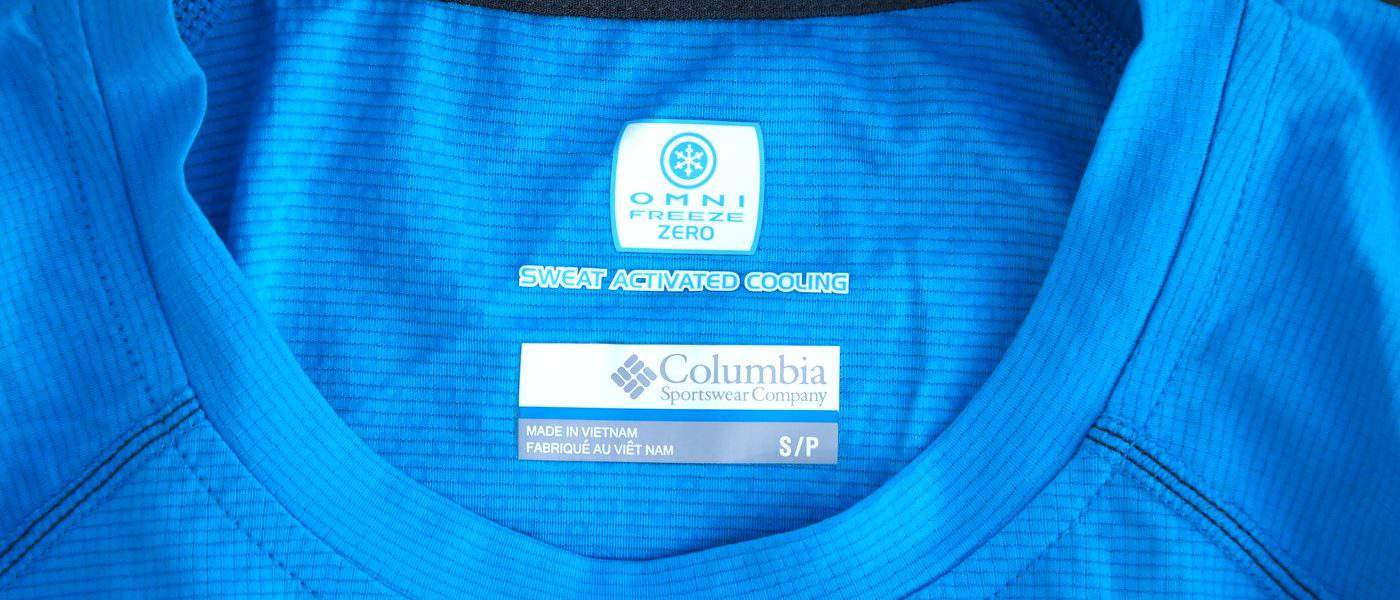 OMNI
FREEZE
ZERO
SWEAT ACTIVATED COOLING
Columbia
Sportswear Company
MADE IN VIETNAM
FABRIQUÉ AU VIÊT NAM
S/P